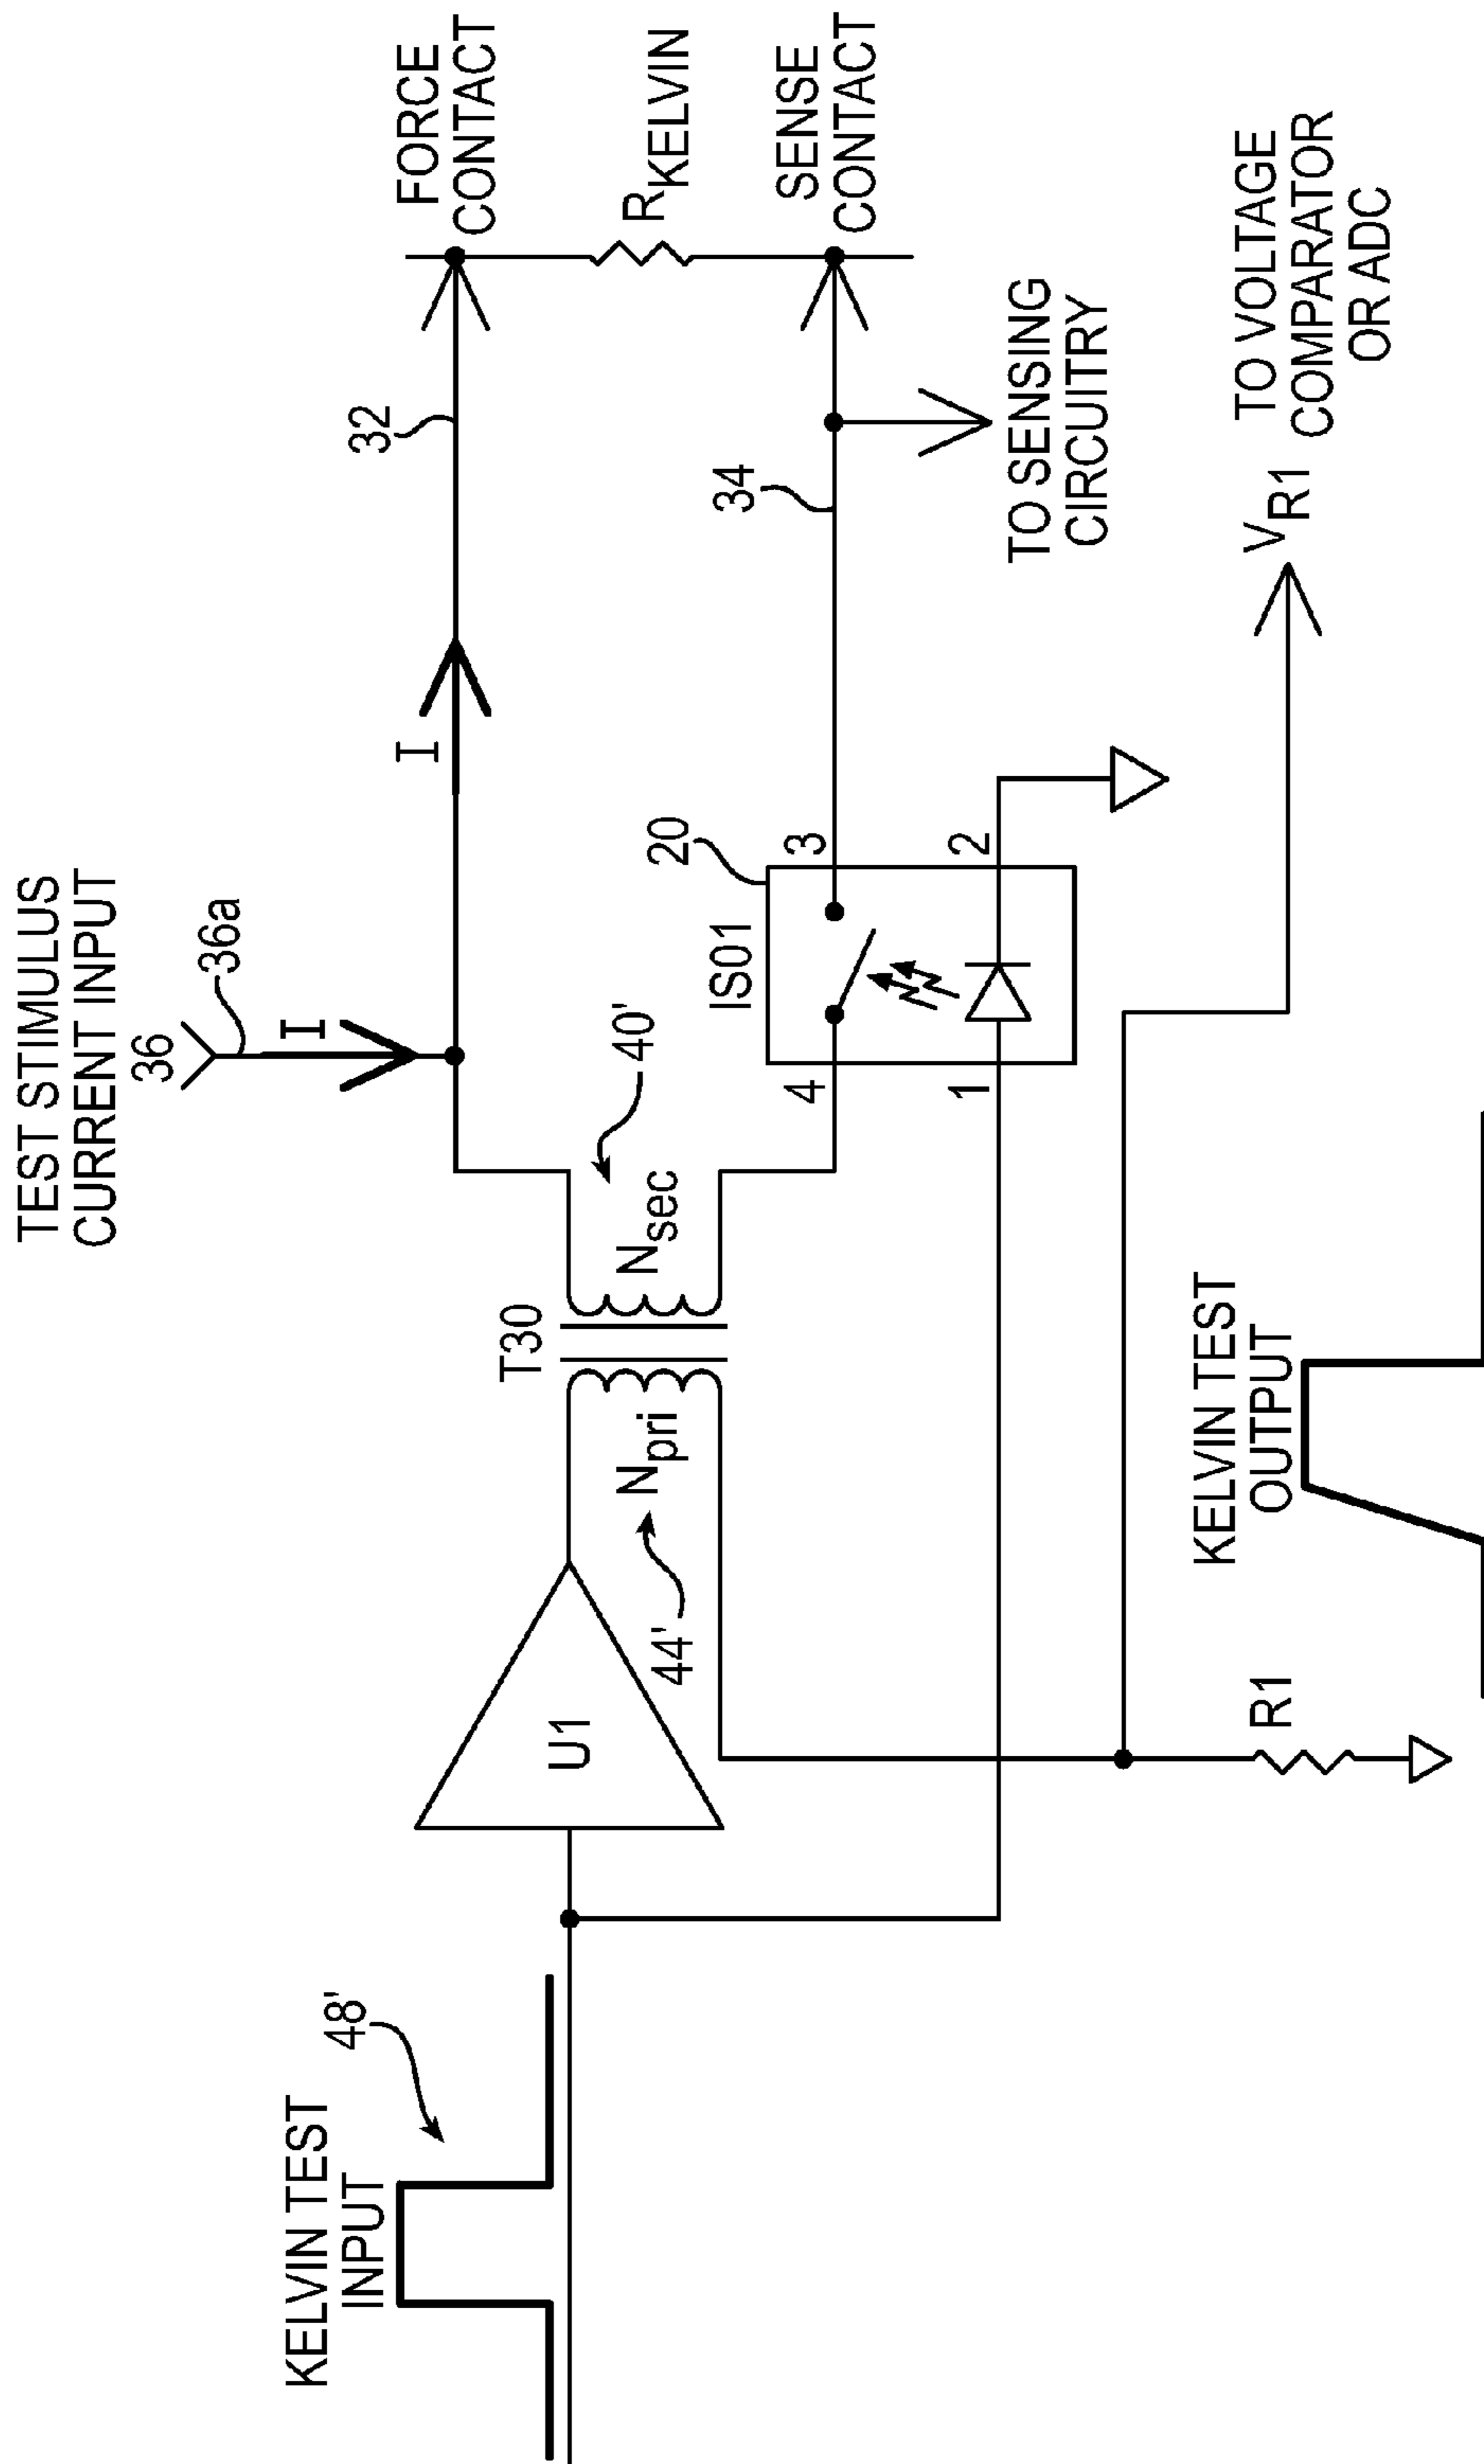 TEST STIMULUS
CURRENT INPUT
36
36a
I
I
32
FORCE
CONTACT
RKELVIN
SENSE
CONTACT
34
TO SENSING
CIRCUITRY
20
IS01
3
4
2
1
40'
T30
Nsec
Npri
44'
U1
KELVIN TEST
INPUT
48'
VR1
TO VOLTAGE
COMPARATOR
OR ADC
KELVIN TEST
OUTPUT
R1